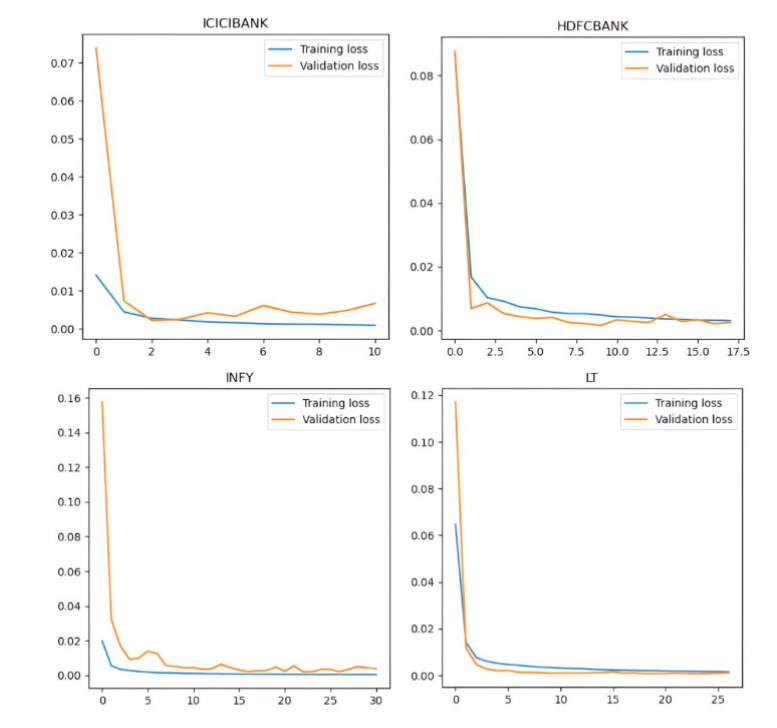 ICICIBANK
Training loss
Validation loss
0.07
0.06
0.05
0.04
0.03
0.02
0.01
0.00
0 2 4 6 8 10
HDFCBANK
Training loss
Validation loss
0.08
0.06
0.04
0.02
0.00
0.0 2.5 5.0 7.5 10.0 12.5 15.0 17.5
INFY
Training loss
Validation loss
0.16
0.14
0.12
0.10
0.08
0.06
0.04
0.02
0.00
0 5 10 15 20 25 30
LT
Training loss
Validation loss
0.12
0.10
0.08
0.06
0.04
0.02
0.00
0 5 10 15 20 25